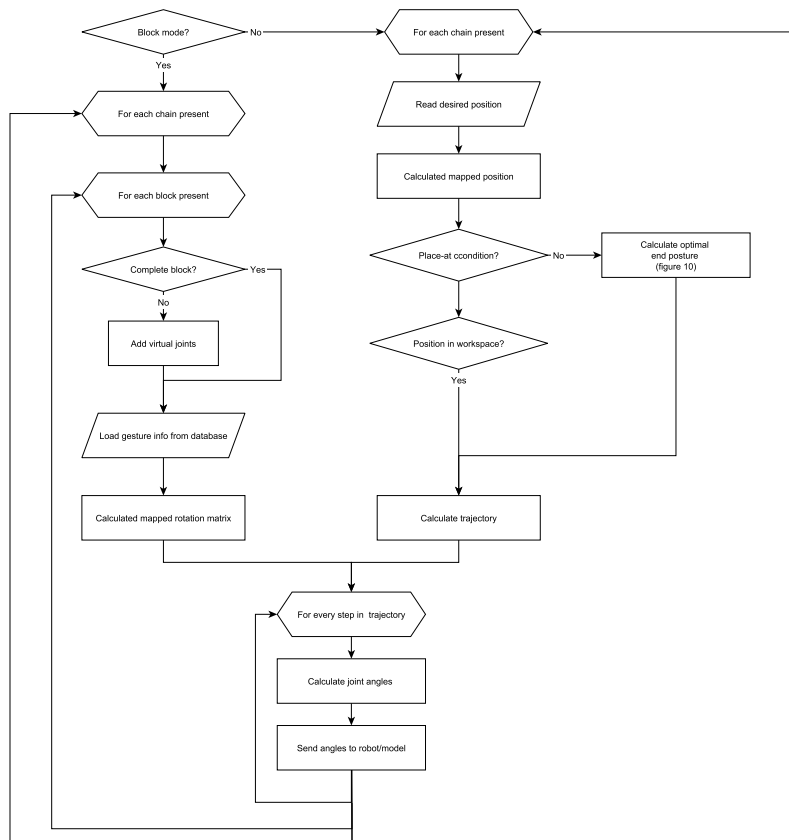 Block mode?
No
For each chain present
Yes
For each chain present
Read desired position
Calculated mapped position
For each block present
Place-at ccondition?
No
Calculate optimal
end posture
(figure 10)
Complete block?
Yes
No
Add virtual joints
Position in workspace?
Yes
Load gesture info from database
Calculated mapped rotation matrix
Calculate trajectory
For every step in trajectory
Calculate joint angles
Send angles to robot/model